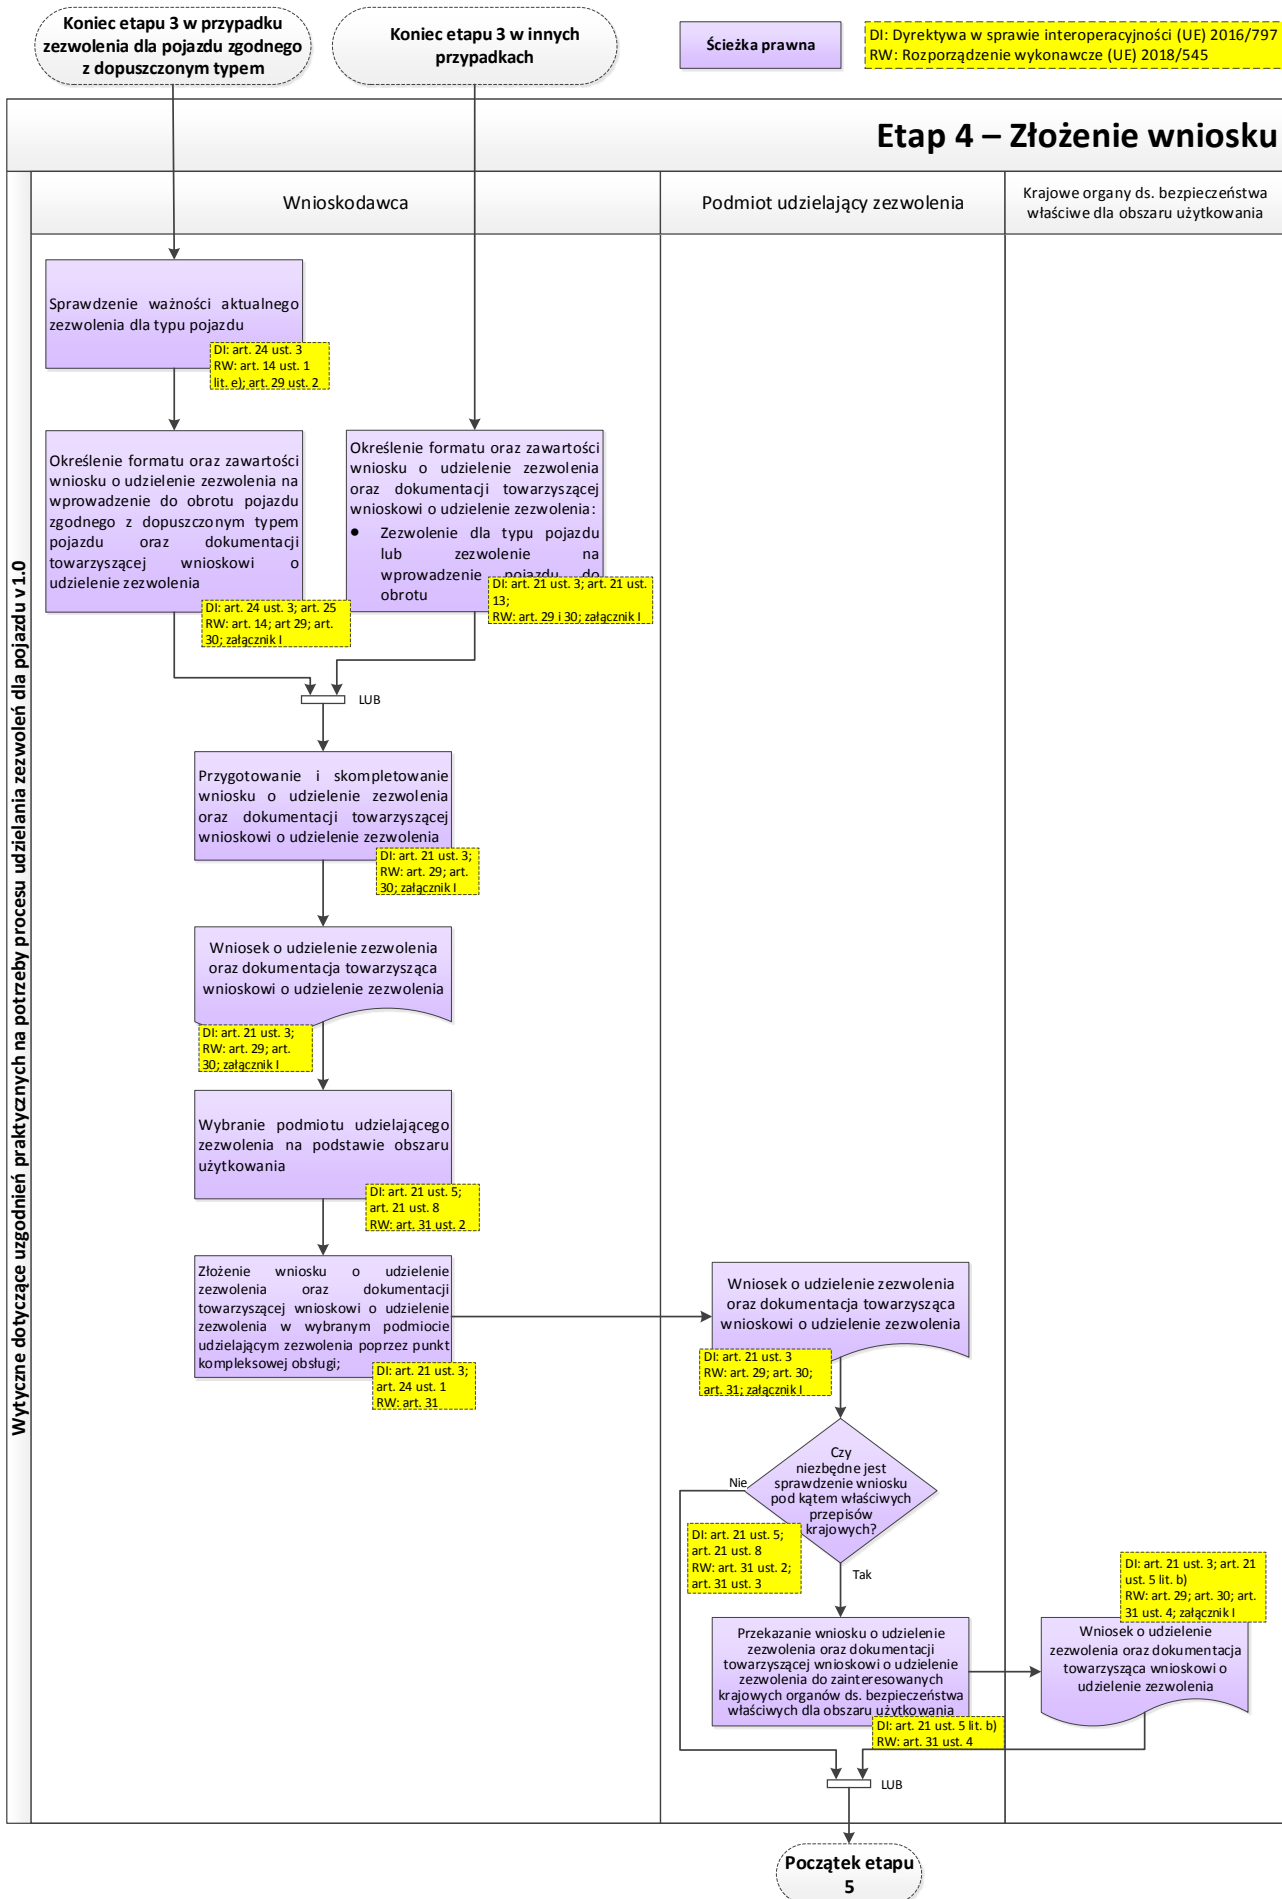 Koniec etapu 3 w przypadku
zezwolenia dla pojazdu zgodnego
z dopuszczonym typem
Koniec etapu 3 w innych
przypadkach
Ścieżka prawna
DI: Dyrektywa w sprawie interoperacyjności (UE) 2016/797
RW: Rozporządzenie wykonawcze (UE) 2018/545
Etap 4 – Złożenie wniosku
Wytyczne dotyczące uzgodnień praktycznych na potrzeby procesu udzielania zezwoleń dla pojazdu v 1.0
Wnioskodawca
Podmiot udzielający zezwolenia
Krajowe organy ds. bezpieczeństwa
właściwe dla obszaru użytkowania
Sprawdzenie ważności aktualnego
zezwolenia dla typu pojazdu
DI: art. 24 ust. 3
RW: art. 14 ust. 1
lit. e); art. 29 ust. 2
Określenie formatu oraz zawartości
wniosku o udzielenie zezwolenia na
wprowadzenie do obrotu pojazdu
zgodnego z dopuszczonym typem
pojazdu oraz dokumentacji
towarzyszącej wnioskowi o
udzielenie zezwolenia
DI: art. 24 ust. 3; art. 25
RW: art. 14; art 29; art.
30; załącznik I
Określenie formatu oraz zawartości
wniosku o udzielenie zezwolenia
oraz dokumentacji towarzyszącej
wnioskowi o udzielenie zezwolenia:
● Zezwolenie dla typu pojazdu
lub zezwolenie na
wprowadzenie pojazdu do
obrotu
DI: art. 21 ust. 3; art. 21 ust.
13;
RW: art. 29 i 30; załącznik I
LUB
Przygotowanie i skompletowanie
wniosku o udzielenie zezwolenia
oraz dokumentacji towarzyszącej
wnioskowi o udzielenie zezwolenia
DI: art. 21 ust. 3;
RW: art. 29; art.
30; załącznik I
Wniosek o udzielenie zezwolenia
oraz dokumentacja towarzysząca
wnioskowi o udzielenie zezwolenia
DI: art. 21 ust. 3;
RW: art. 29; art.
30; załącznik I
Wybranie podmiotu udzielającego
zezwolenia na podstawie obszaru
użytkowania
DI: art. 21 ust. 5;
art. 21 ust. 8
RW: art. 31 ust. 2
Złożenie wniosku o udzielenie
zezwolenia oraz dokumentacji
towarzyszącej wnioskowi o udzielenie
zezwolenia w wybranym podmiocie
udzielającym zezwolenia poprzez punkt
kompleksowej obsługi;
DI: art. 21 ust. 3;
art. 24 ust. 1
RW: art. 31
Wniosek o udzielenie zezwolenia
oraz dokumentacja towarzysząca
wnioskowi o udzielenie zezwolenia
DI: art. 21 ust. 3
RW: art. 29; art. 30;
art. 31; załącznik I
Czy
niezbędne jest
sprawdzenie wniosku
pod kątem właściwych
przepisów
krajowych?
Nie
DI: art. 21 ust. 5;
art. 21 ust. 8
RW: art. 31 ust. 2;
art. 31 ust. 3
Tak
Przekazanie wniosku o udzielenie
zezwolenia oraz dokumentacji
towarzyszącej wnioskowi o udzielenie
zezwolenia do zainteresowanych
krajowych organów ds. bezpieczeństwa
właściwych dla obszaru użytkowania
DI: art. 21 ust. 5 lit. b)
RW: art. 31 ust. 4
DI: art. 21 ust. 3; art. 21
ust. 5 lit. b)
RW: art. 29; art. 30; art.
31 ust. 4; załącznik I
Wniosek o udzielenie
zezwolenia oraz dokumentacja
towarzysząca wnioskowi o
udzielenie zezwolenia
LUB
Początek etapu
5